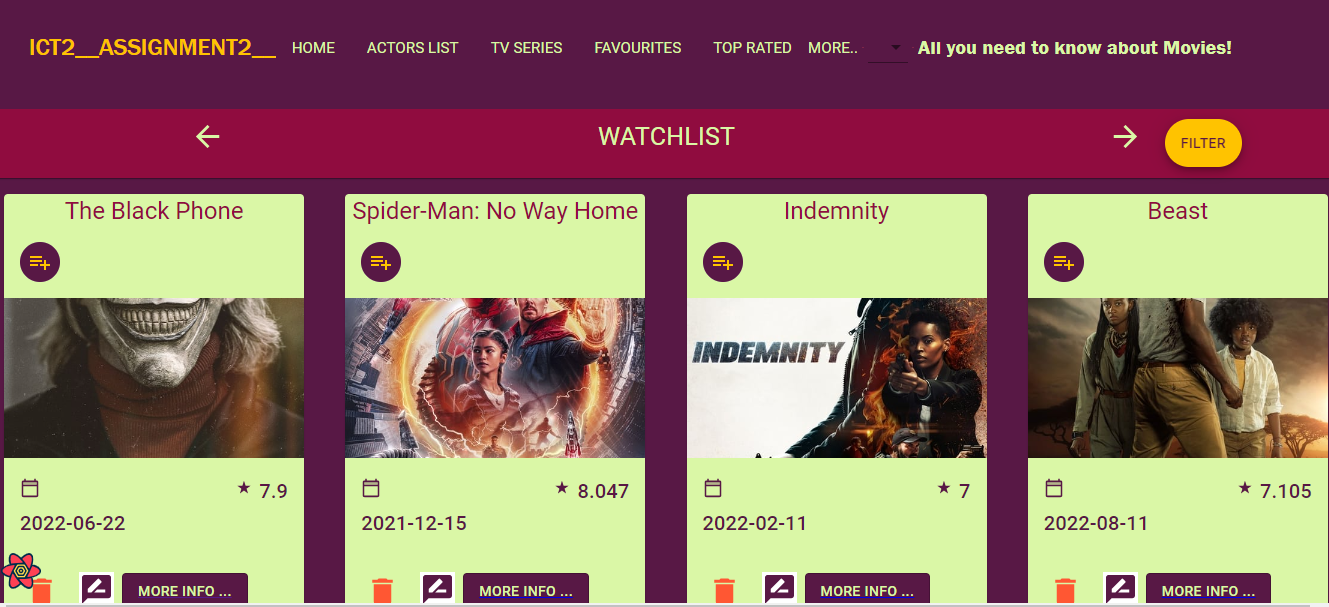 ICT2__ASSIGNMENT2__ HOME ACTORS LIST TV SERIES FAVOURITES TOP RATED MORE.. All you need to know about Movies!
WATCHLIST FILTER
The Black Phone Spider-Man: No Way Home Indemnity Beast
INDEMNITY
7.9 8.047 7 7.105
2022-06-22 2021-12-15 2022-02-11 2022-08-11
MORE INFO ... MORE INFO ... MORE INFO ... MORE INFO ...